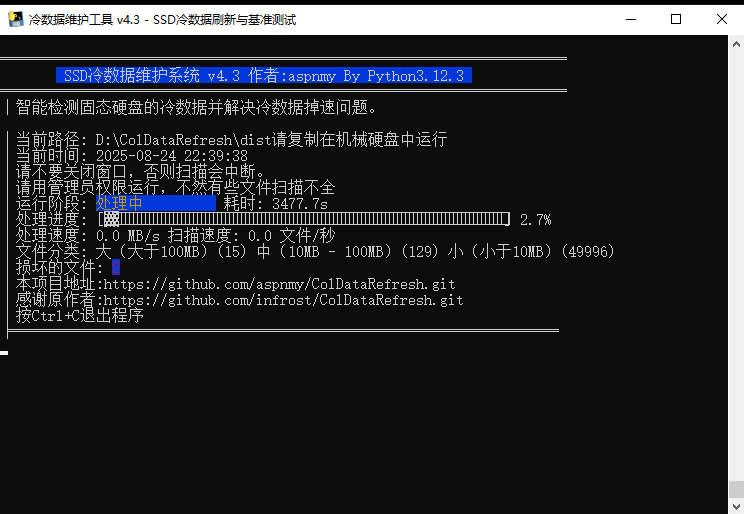 冷数据维护工具 v4.3 - SSD冷数据刷新与基准测试
SSD冷数据维护系统 v4.3 作者:aspnmy By Python3.12.3
智能检测固态硬盘的冷数据并解决冷数据掉速问题。
当前路径: D:\ColDataRefresh\dist请复制在机械硬盘中运行
当前时间: 2025-08-24 22:39:38
请不要关闭窗口，否则扫描会中断。
请用管理员权限运行，不然有些文件扫描不全
运行阶段: 处理中 耗时: 3477.7s
处理进度: [] 2.7%
处理速度: 0.0 MB/s 扫描速度: 0.0 文件/秒
文件分类: 大（大于100MB）(15) 中（10MB - 100MB）(129) 小（小于10MB）(49996)
损坏的文件: 2
本项目地址:https://github.com/aspnmy/ColDataRefresh.git
感谢原作者:https://github.com/infrost/ColDataRefresh.git
按Ctrl+C退出程序